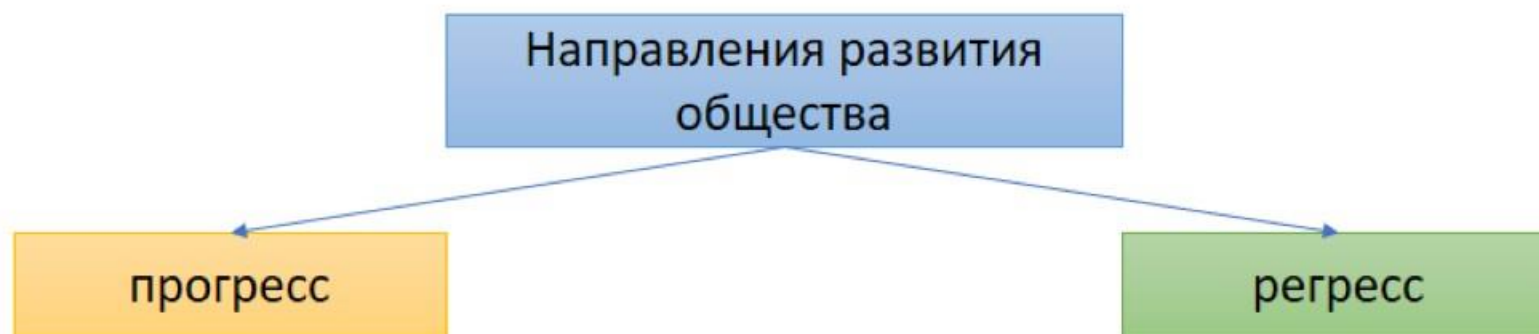 Направления развития
общества
прогресс
регресс